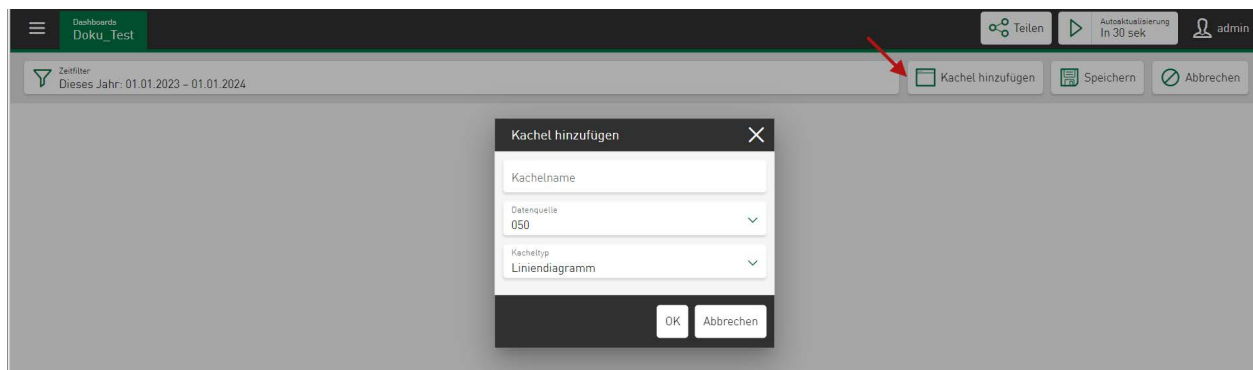 Dashboards
Doku_Test
Teilen
Autoaktualisierung
In 30 sek
admin
Zeitfilter
Dieses Jahr: 01.01.2023 – 01.01.2024
Kachel hinzufügen
Speichern
Abbrechen
Kachel hinzufügen
Kachelname
Datenquelle
050
Kacheltyp
Liniendiagramm
OK
Abbrechen